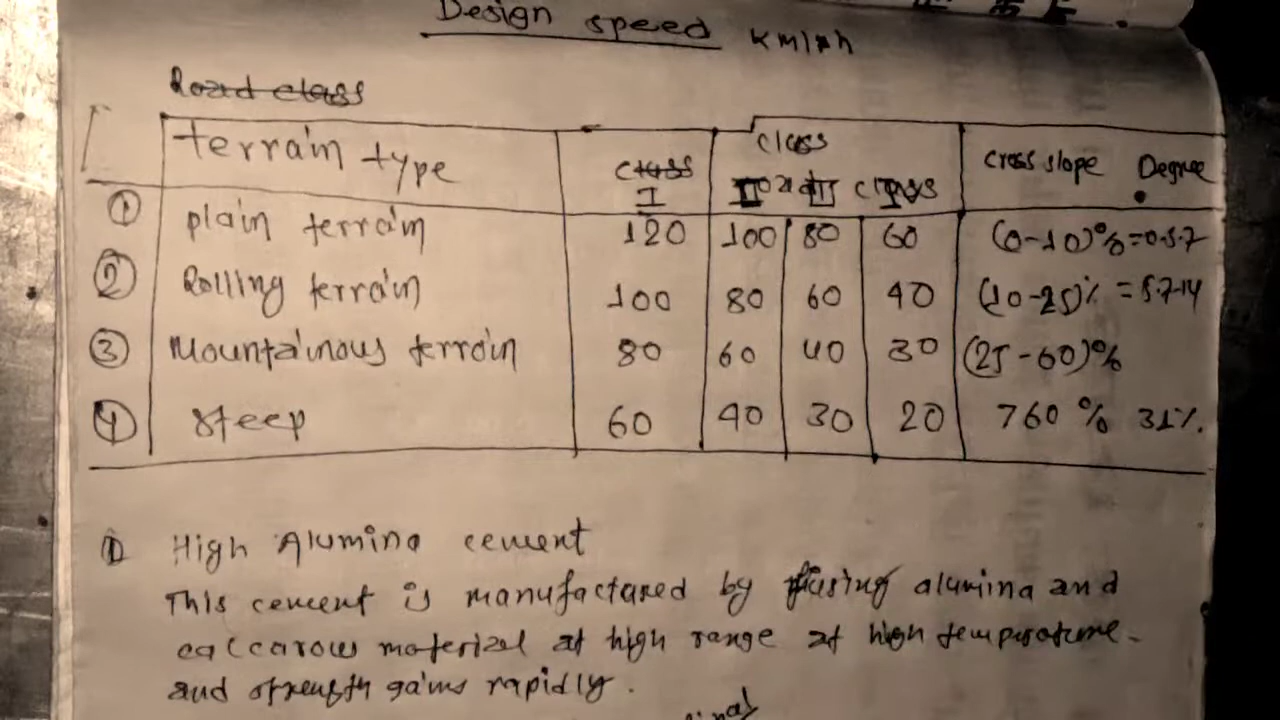 Design speed km/h
Road class
terrain type class I class II class III class IV cross slope Degree
① plain terrain 120 100 80 60 (0-10)% = 0-5.7
② Rolling terrain 100 80 60 40 (10-25)% = 5.7-14
③ Mountainous terrain 80 60 40 30 (25-60)%
④ steep 60 40 30 20 >60 % 31%.
① High Alumina cement
This cement is manufactared by fusing alumina and
calcarous material at high range at high temperature.
and strength gains rapidly.